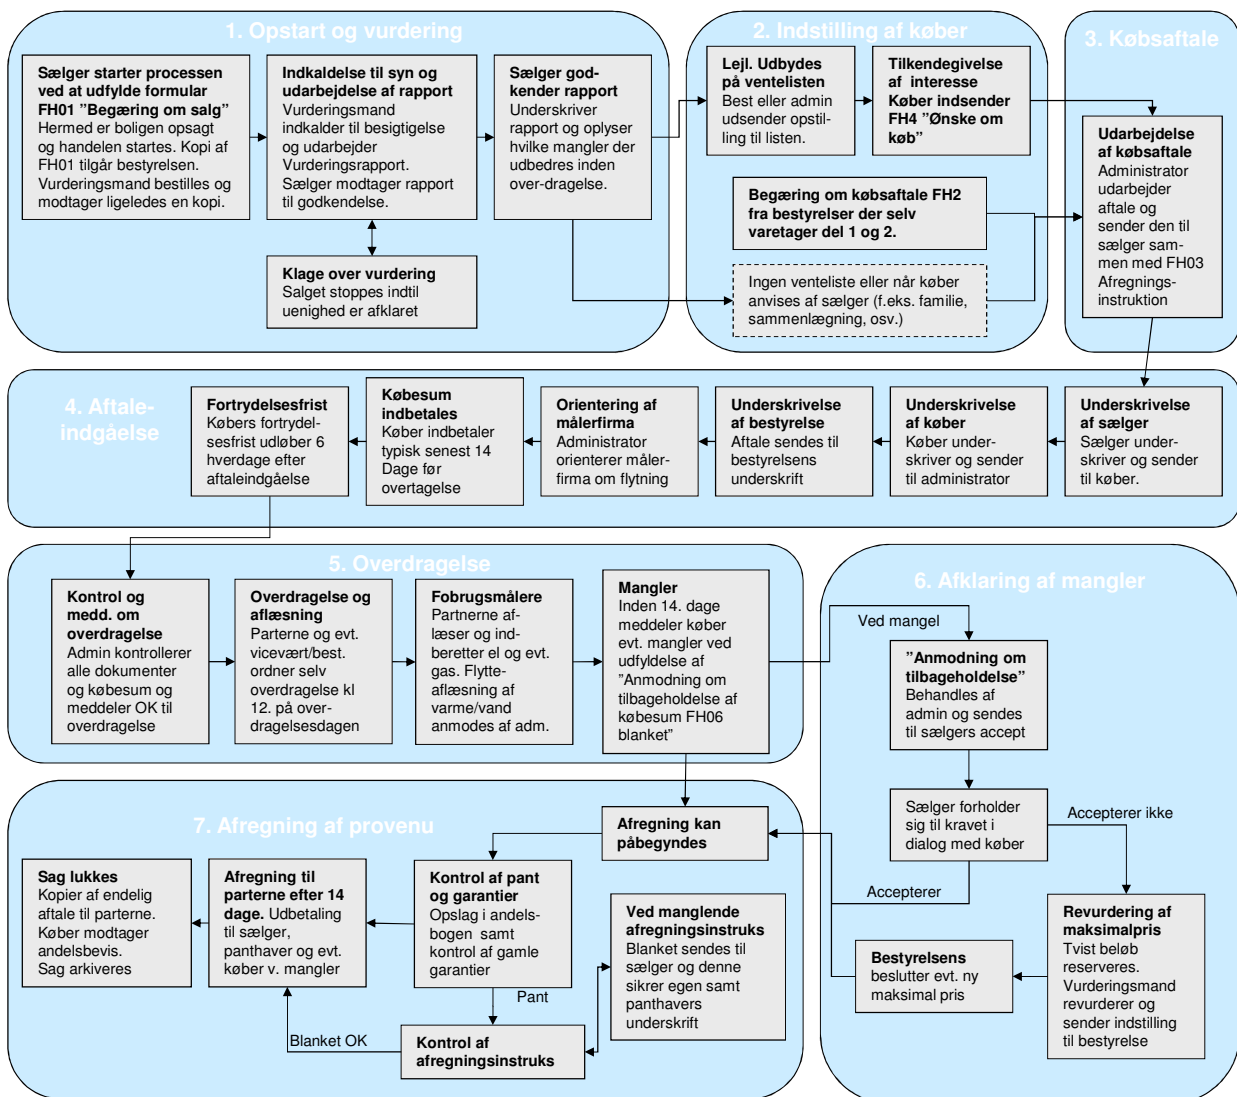 1. Opstart og vurdering
Sælger starter processen
ved at udfylde formular
FH01 ”Begæring om salg”
Hermed er boligen opsagt
og handelen startes. Kopi af
FH01 tilgår bestyrelsen.
Vurderingsmand bestilles og
modtager ligeledes en kopi.
Indkaldelse til syn og
udarbejdelse af rapport
Vurderingsmand
indkalder til besigtigelse
og udarbejder
Vurderingsrapport.
Sælger modtager rapport
til godkendelse.
Sælger god-
kender rapport
Underskriver
rapport og oplyser
hvilke mangler der
udbedres inden
over-dragelse.
Klage over vurdering
Salget stoppes indtil
uenighed er afklaret
2. Indstilling af køber
Lejl. Udbydes
på ventelisten
Best eller admin
udsender opstil-
ling til listen.
Tilkendegivelse
af  interesse
Køber indsender
FH4 ”Ønske om
køb”
Begæring om købsaftale FH2
fra bestyrelser der selv
varetager del 1 og 2.
Ingen venteliste eller når køber
anvises af sælger (f.eks. familie,
sammenlægning, osv.)
3. Købsaftale
Udarbejdelse
af købsaftale
Administrator
udarbejder
aftale og
sender den til
sælger sam-
men med FH03
Afregnings-
instruktion
4. Aftale-
indgåelse
Fortrydelsesfrist
Købers fortrydel-
sesfrist udløber 6
hverdage efter
aftaleindgåelse
Købesum
indbetales
Køber indbetaler
typisk senest 14
Dage før
overtagelse
Orientering af
målerfirma
Administrator
orienterer måler-
firma om flytning
Underskrivelse
af bestyrelse
Aftale sendes til
bestyrelsens
underskrift
Underskrivelse
af køber
Køber under-
skriver og sender
til administrator
Underskrivelse
af sælger
Sælger under-
skriver og sender
til køber.
5. Overdragelse
Kontrol og
medd. om
overdragelse
Admin kontrollerer
alle dokumenter
og købesum og
meddeler OK til
overdragelse
Overdragelse og
aflæsning
Parterne og evt.
vicevært/best.
ordner selv
overdragelse kl
12. på over-
dragelsesdagen
Fobrugsmålere
Partnerne af-
læser og ind-
beretter el og evt.
gas. Flytte-
aflæsning af
varme/vand
anmodes af adm.
Mangler
Inden 14. dage
meddeler køber
evt. mangler ved
udfyldelse af
”Anmodning om
tilbageholdelse af
købesum FH06
blanket”
6. Afklaring af mangler
Ved mangel
”Anmodning om
tilbageholdelse”
Behandles af
admin og sendes
til sælgers accept
Sælger forholder
sig til kravet i
dialog med køber
Accepterer ikke
Accepterer
Revurdering af
maksimalpris
Tvist beløb
reserveres.
Vurderingsmand
revurderer og
sender indstilling
til bestyrelse
Bestyrelsens
beslutter evt. ny
maksimal pris
7. Afregning af provenu
Afregning kan
påbegyndes
Sag lukkes
Kopier af endelig
aftale til parterne.
Køber modtager
andelsbevis.
Sag arkiveres
Afregning til
parterne efter 14
dage. Udbetaling
til sælger,
panthaver og evt.
køber v. mangler
Kontrol af pant
og garantier
Opslag i andels-
bogen  samt
kontrol af gamle
garantier
Ved manglende
afregningsinstruks
Blanket sendes til
sælger og denne
sikrer egen samt
panthavers
underskrift
Pant
Blanket OK
Kontrol af
afregningsinstruks